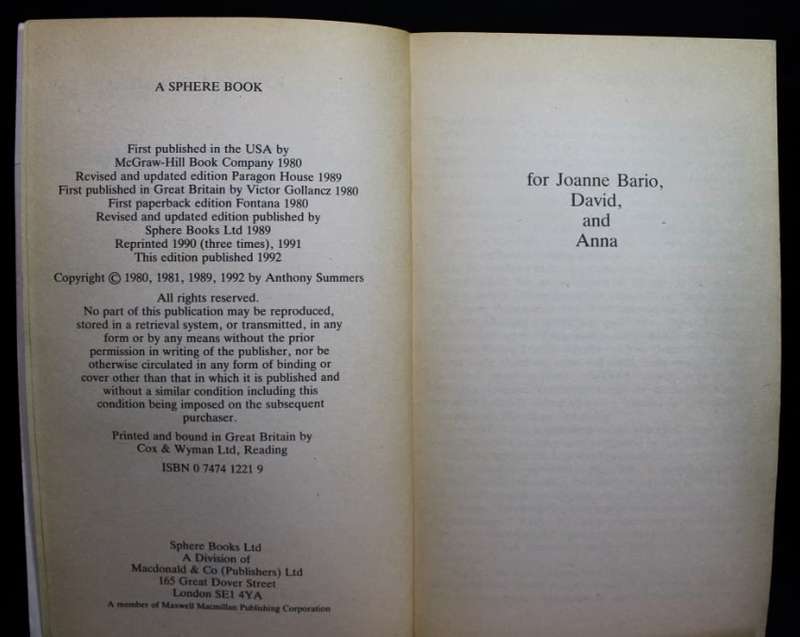 A SPHERE BOOK
First published in the USA by
McGraw-Hill Book Company 1980
Revised and updated edition Paragon House 1989
First published in Great Britain by Victor Gollancz 1980
First paperback edition Fontana 1980
Revised and updated edition published by
Sphere Books Ltd 1989
Reprinted 1990 (three times), 1991
This edition published 1992
Copyright © 1980, 1981, 1989, 1992 by Anthony Summers
All rights reserved.
No part of this publication may be reproduced,
stored in a retrieval system, or transmitted, in any
form or by any means without the prior
permission in writing of the publisher, nor be
otherwise circulated in any form of binding or
cover other than that in which it is published and
without a similar condition including this
condition being imposed on the subsequent
purchaser.
Printed and bound in Great Britain by
Cox & Wyman Ltd, Reading
ISBN 0 7474 1221 9
Sphere Books Ltd
A Division of
Macdonald & Co (Publishers) Ltd
165 Great Dover Street
London SE1 4YA
A member of Maxwell Macmillan Publishing Corporation
for Joanne Bario,
David,
and
Anna